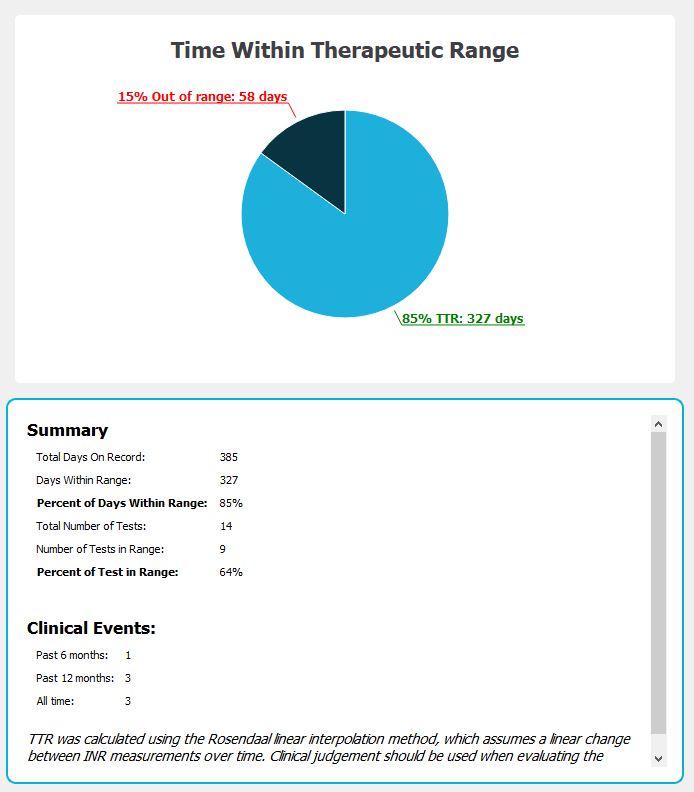 Time Within Therapeutic Range
15% Out of range: 58 days
85% TTR: 327 days
Summary
Total Days On Record: 385
Days Within Range: 327
Percent of Days Within Range: 85%
Total Number of Tests: 14
Number of Tests in Range: 9
Percent of Test in Range: 64%
Clinical Events:
Past 6 months: 1
Past 12 months: 3
All time: 3
TTR was calculated using the Rosendaal linear interpolation method, which assumes a linear change
between INR measurements over time. Clinical judgement should be used when evaluating the